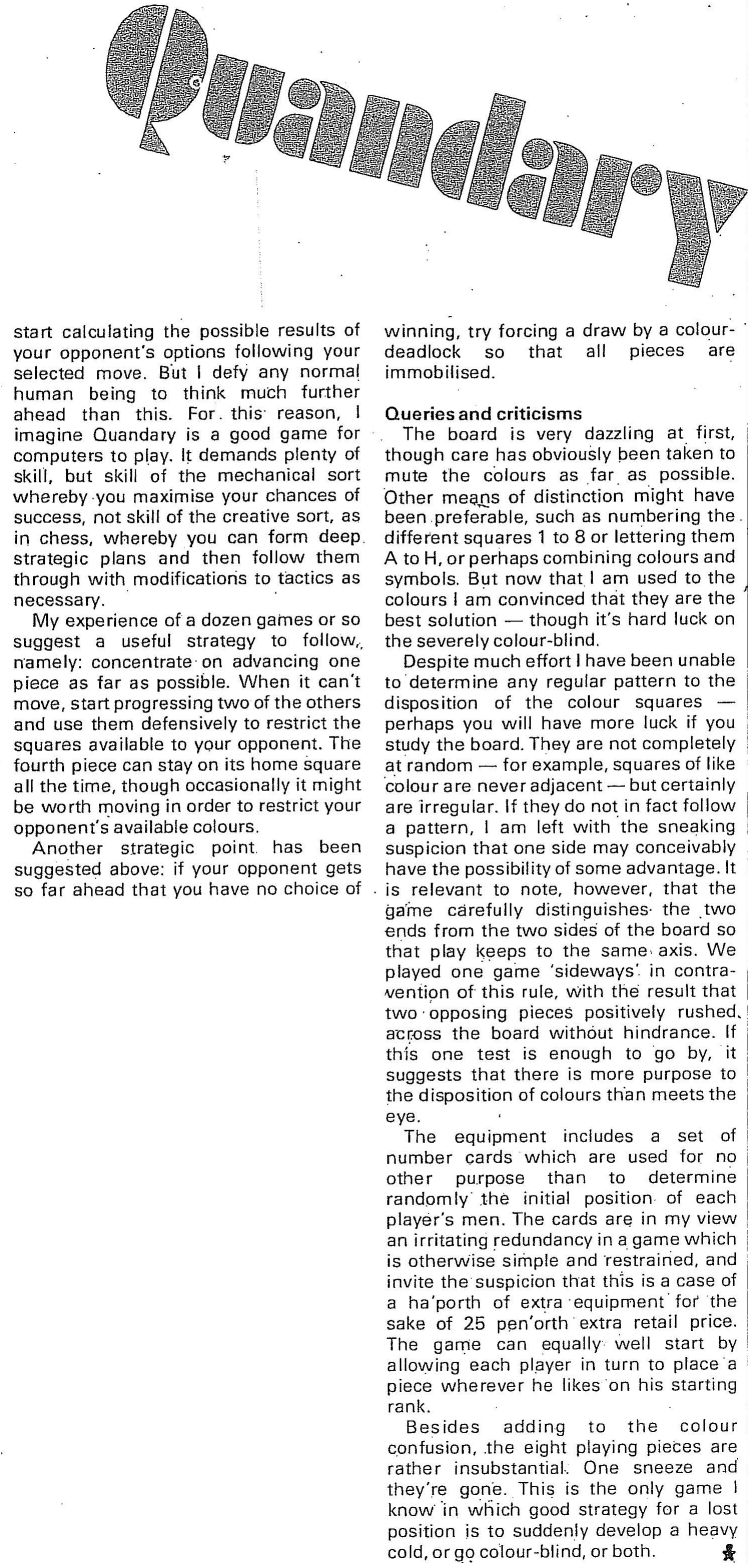 Quandary
start calculating the possible results of
your opponent's options following your
selected move. But I defy any normal
human being to think much further
ahead than this. For this reason, I
imagine Quandary is a good game for
computers to play. It demands plenty of
skill, but skill of the mechanical sort
whereby you maximise your chances of
success, not skill of the creative sort, as
in chess, whereby you can form deep
strategic plans and then follow them
through with modifications to tactics as
necessary.
My experience of a dozen games or so
suggest a useful strategy to follow,
namely: concentrate on advancing one
piece as far as possible. When it can't
move, start progressing two of the others
and use them defensively to restrict the
squares available to your opponent. The
fourth piece can stay on its home square
all the time, though occasionally it might
be worth moving in order to restrict your
opponent's available colours.
Another strategic point has been
suggested above: if your opponent gets
so far ahead that you have no choice of
winning, try forcing a draw by a colour-
deadlock so that all pieces are
immobilised.
Queries and criticisms
The board is very dazzling at first,
though care has obviously been taken to
mute the colours as far as possible.
Other means of distinction might have
been preferable, such as numbering the
different squares 1 to 8 or lettering them
A to H, or perhaps combining colours and
symbols. But now that I am used to the
colours I am convinced that they are the
best solution — though it's hard luck on
the severely colour-blind.
Despite much effort I have been unable
to determine any regular pattern to the
disposition of the colour squares —
perhaps you will have more luck if you
study the board. They are not completely
at random — for example, squares of like
colour are never adjacent — but certainly
are irregular. If they do not in fact follow
a pattern, I am left with the sneaking
suspicion that one side may conceivably
have the possibility of some advantage. It
is relevant to note, however, that the
game carefully distinguishes the two
ends from the two sides of the board so
that play keeps to the same axis. We
played one game 'sideways' in contra-
vention of this rule, with the result that
two opposing pieces positively rushed
across the board without hindrance. If
this one test is enough to go by, it
suggests that there is more purpose to
the disposition of colours than meets the
eye.
The equipment includes a set of
number cards which are used for no
other purpose than to determine
randomly the initial position of each
player's men. The cards are in my view
an irritating redundancy in a game which
is otherwise simple and restrained, and
invite the suspicion that this is a case of
a ha'porth of extra equipment for the
sake of 25 pen'orth extra retail price.
The game can equally well start by
allowing each player in turn to place a
piece wherever he likes on his starting
rank.
Besides adding to the colour
confusion, the eight playing pieces are
rather insubstantial. One sneeze and
they're gone. This is the only game I
know in which good strategy for a lost
position is to suddenly develop a heavy
cold, or go colour-blind, or both.